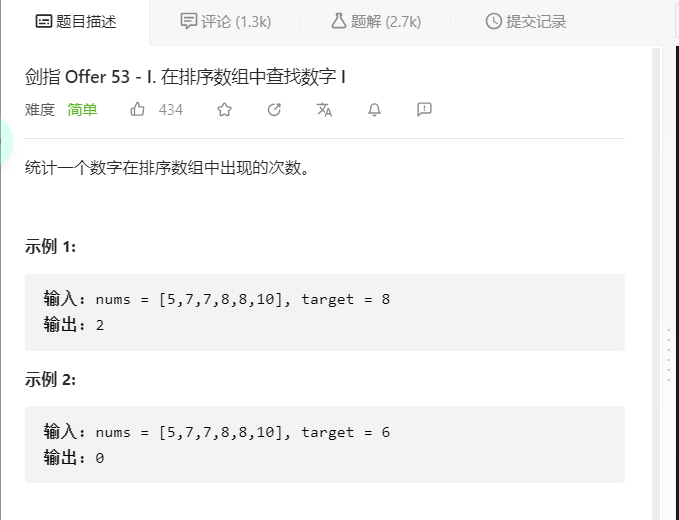 题目描述 评论 (1.3k) 题解 (2.7k) 提交记录
剑指 Offer 53 - I. 在排序数组中查找数字 I
难度 简单 434
统计一个数字在排序数组中出现的次数。
示例 1:
输入: nums = [5,7,7,8,8,10], target = 8
输出: 2
示例 2:
输入: nums = [5,7,7,8,8,10], target = 6
输出: 0